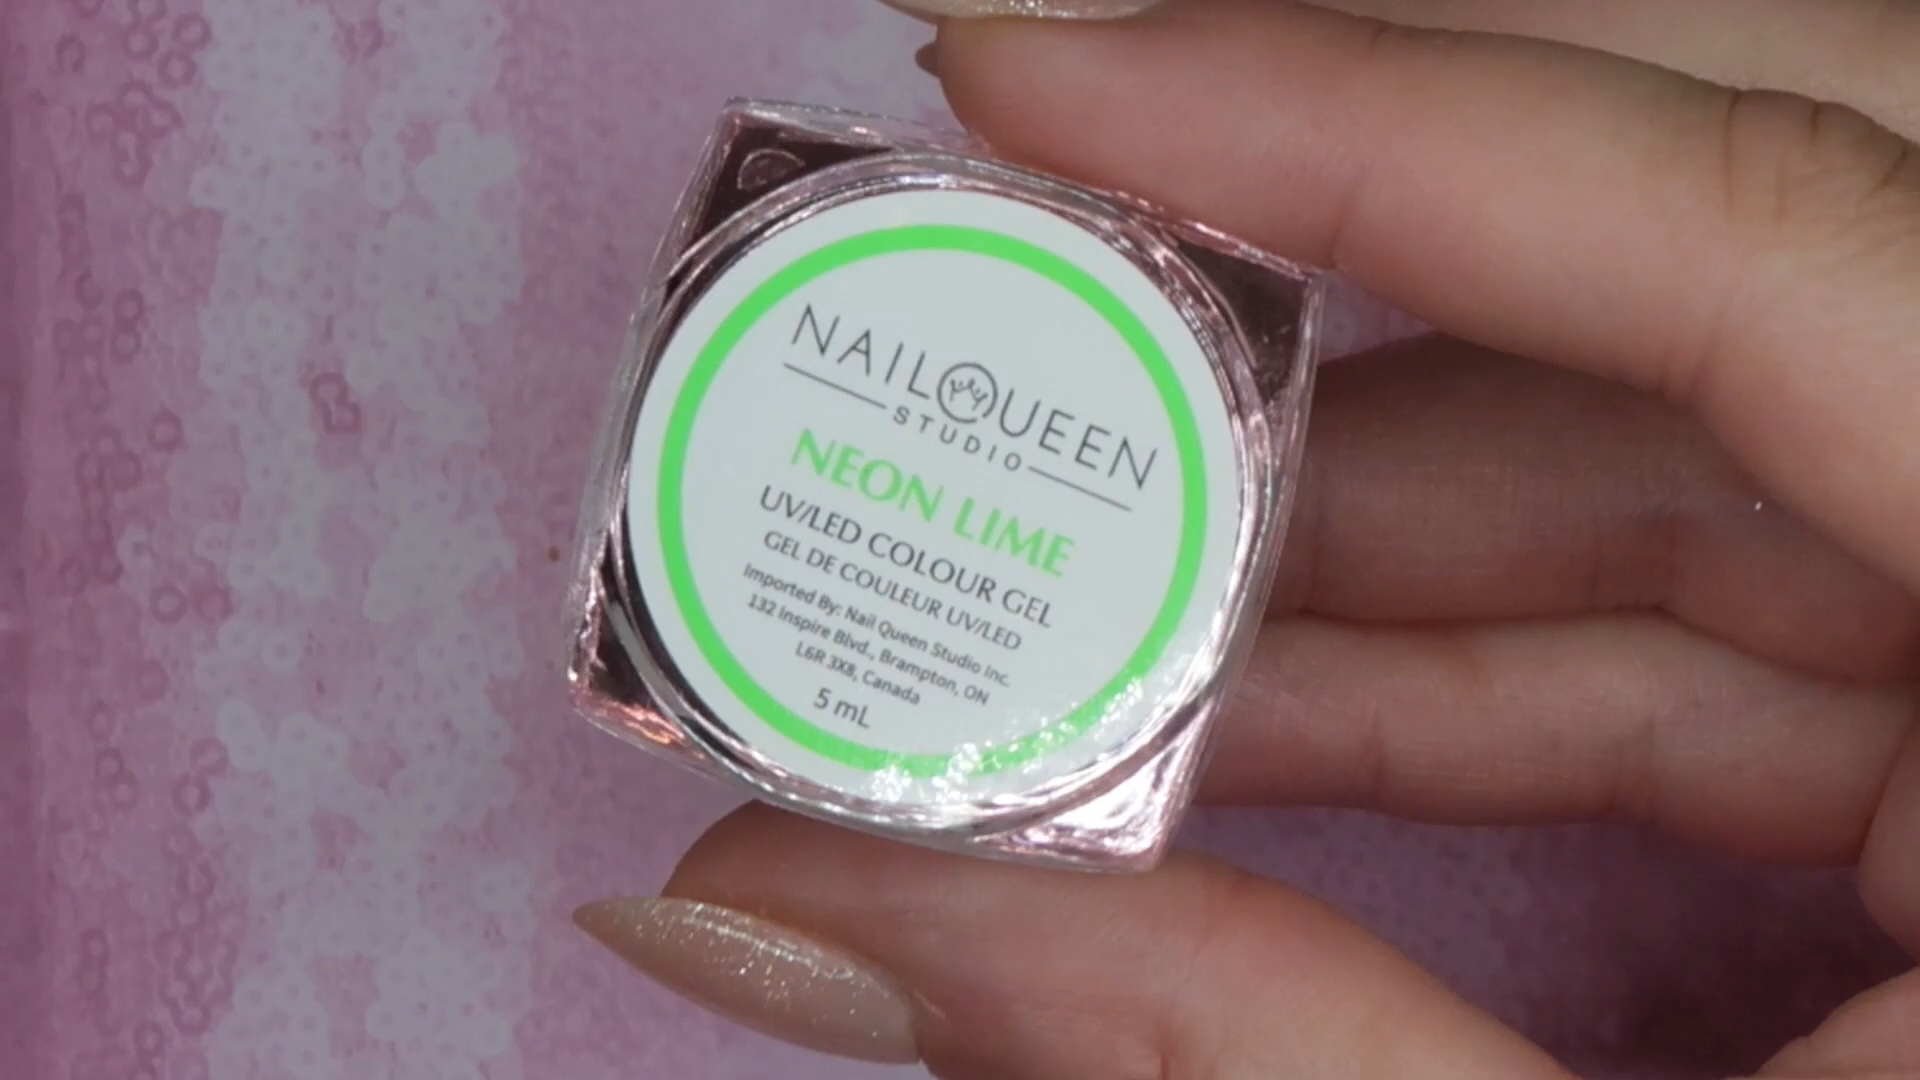 NAILQUEEN
STUDIO
NEON LIME
UV/LED COLOUR GEL
GEL DE COULEUR UV/LED
Imported By: Nail Queen Studio Inc.
132 Inspire Blvd., Brampton, ON
L6R 3X8, Canada
5 mL